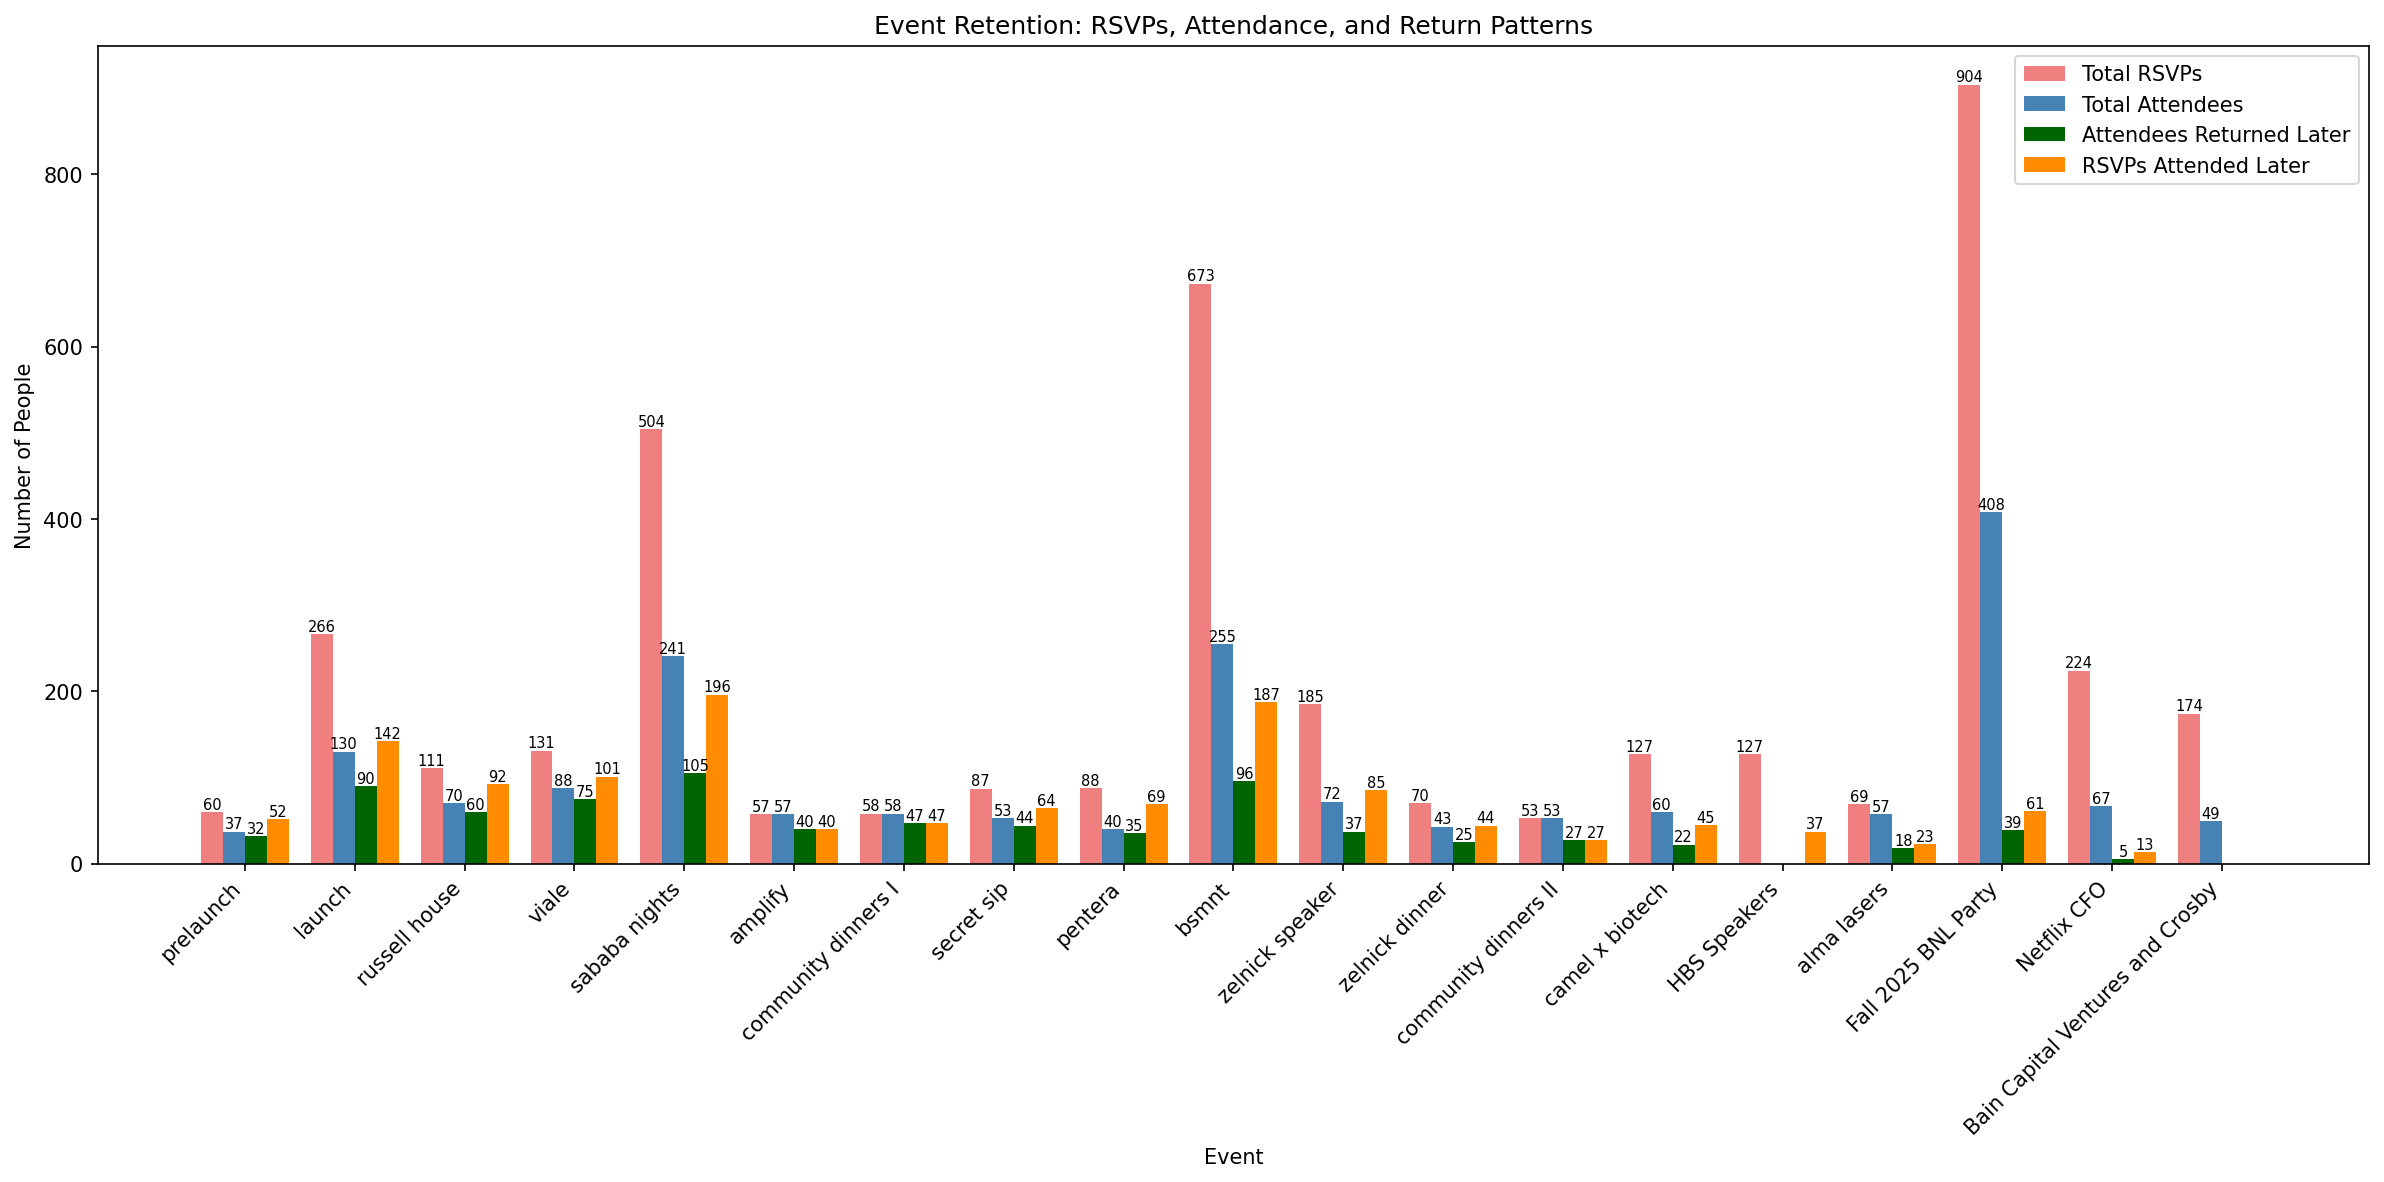 Event Retention: RSVPs, Attendance, and Return Patterns
Total RSVPs
Total Attendees
Attendees Returned Later
RSVPs Attended Later
Number of People
800
600
400
200
0
60 37 32 52
266 130 90 142
111 70 60 92
131 88 75 101
504 241 105 196
57 57 40 40
58 58 47 47
87 53 44 64
88 40 35 69
673 255 96 187
185 72 37 85
70 43 25 44
53 53 27 27
127 60 22 45
127 37
69 57 18 23
904 408 39 61
224 67 5 13
174 49
prelaunch
launch
russell house
viale
sababa nights
amplify
community dinners I
secret sip
pentera
bsmnt
zelnick speaker
zelnick dinner
community dinners II
camel x biotech
HBS Speakers
alma lasers
Fall 2025 BNL Party
Netflix CFO
Bain Capital Ventures and Crosby
Event